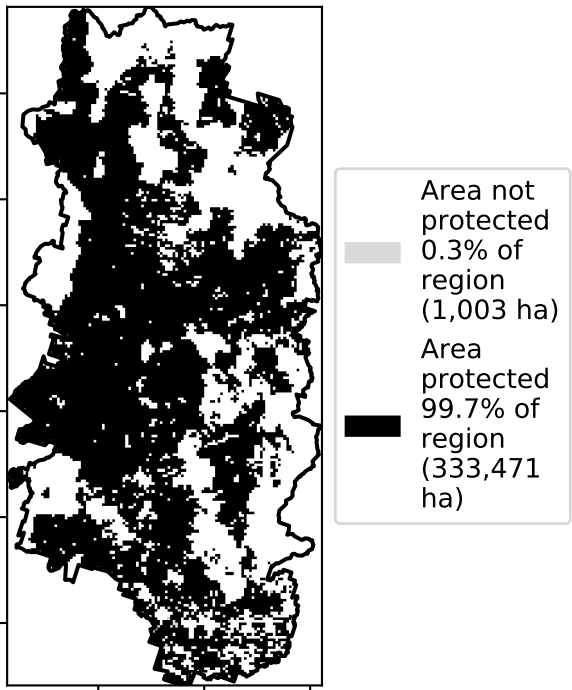 Area not
protected
0.3% of
region
(1,003 ha)
Area
protected
99.7% of
region
(333,471
ha)